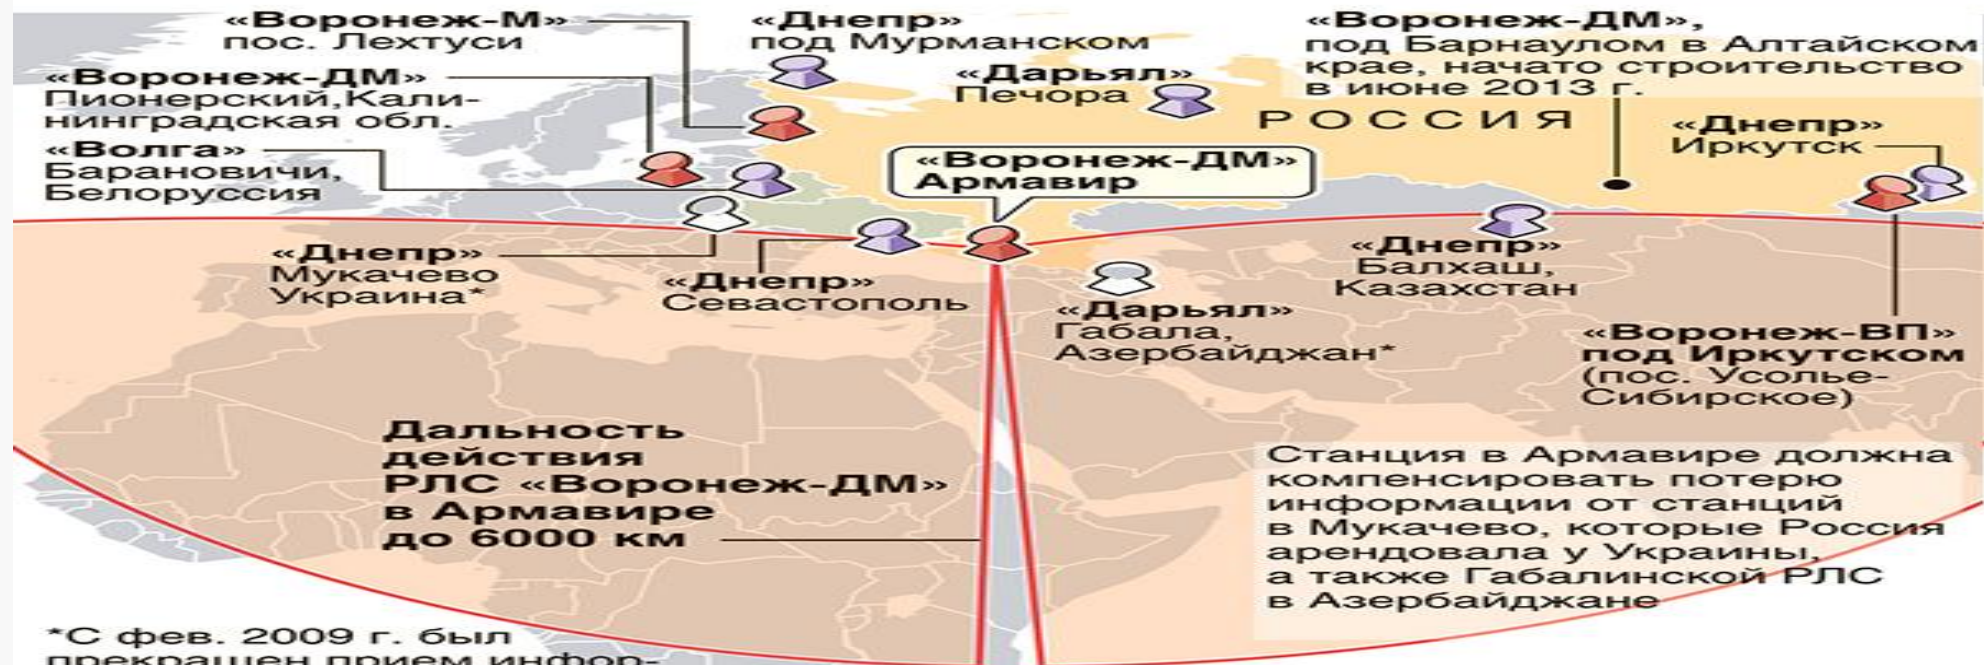 «Воронеж-М»
пос. Лехтуси
«Воронеж-ДМ»
Пионерский,Кали-
нинградская обл.
«Волга»
Барановичи,
Белоруссия
«Днепр»
под Мурманском
«Дарьял»
Печора
«Воронеж-ДМ»,
под Барнаулом в Алтайском
крае, начато строительство
в июне 2013 г.
РОССИЯ
«Днепр»
Иркутск
«Воронеж-ДМ»
Армавир
«Днепр»
Мукачево
Украина*
«Днепр»
Севастополь
«Дарьял»
Габала,
Азербайджан*
«Днепр»
Балхаш,
Казахстан
«Воронеж-ВП»
под Иркутском
(пос. Усолье-
Сибирское)
Дальность
действия
РЛС «Воронеж-ДМ»
в Армавире
до 6000 км
Станция в Армавире должна
компенсировать потерю
информации от станций
в Мукачево, которые Россия
арендовала у Украины,
а также Габалинской РЛС
в Азербайджане
*С фев. 2009 г. был
прекращен прием инфор-